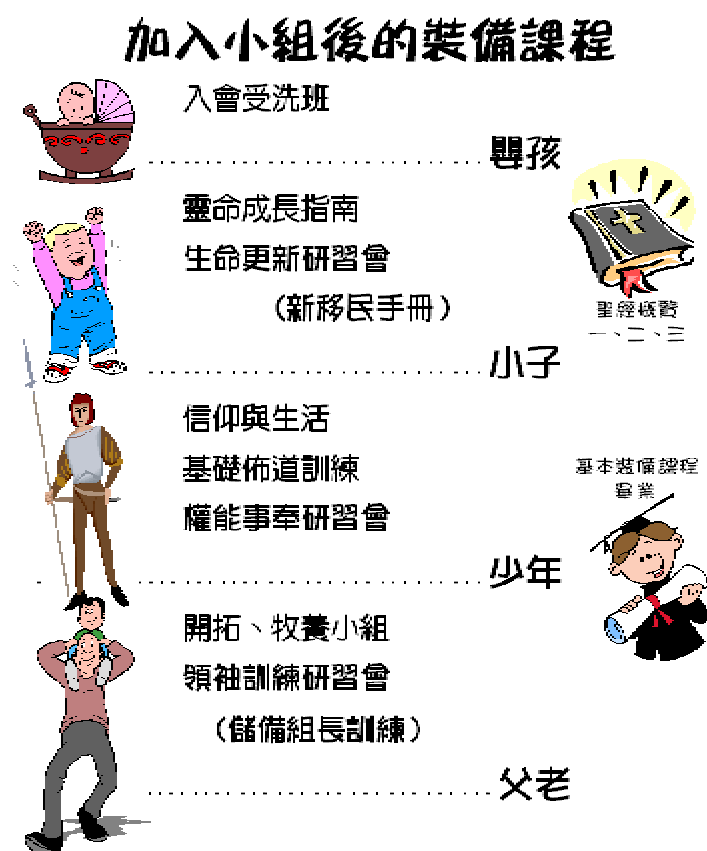 加入小組後的裝備課程
入會受洗班
嬰孩
靈命成長指南
生命更新研習會
(新移民手冊)
小子
聖經概覽
一、二、三
信仰與生活
基礎佈道訓練
權能事奉研習會
少年
基本裝備課程
畢業
開拓、牧養小組
領袖訓練研習會
(儲備組長訓練)
父老